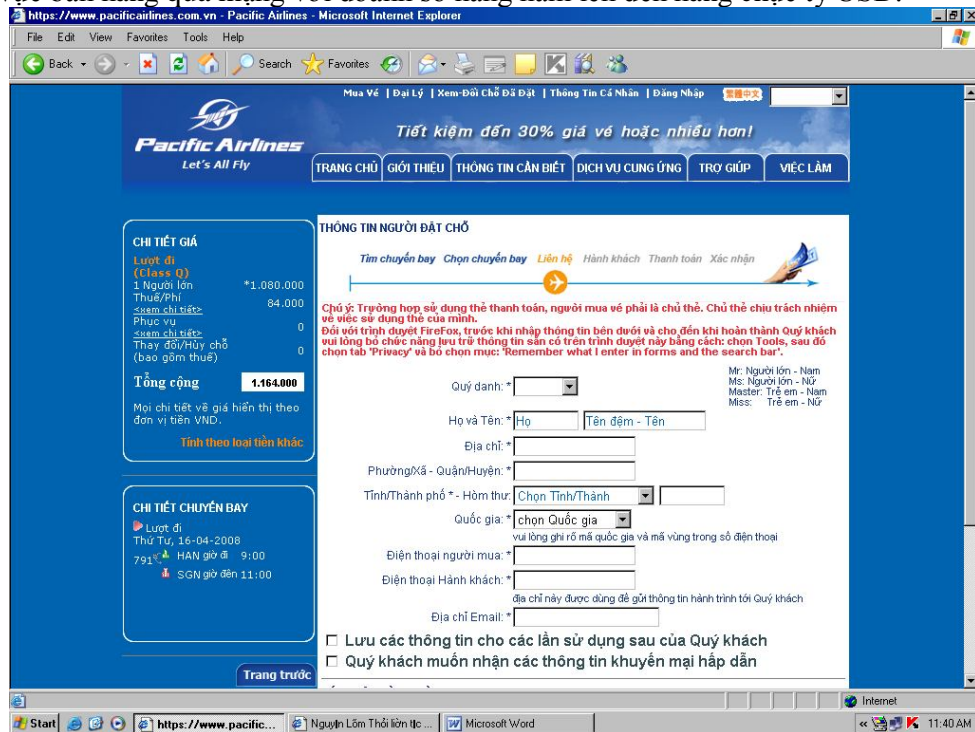 https://www.pacificairlines.com.vn - Pacific Airlines - Microsoft Internet Explorer
File Edit View Favorites Tools Help
Back Search Favorites
Mua Vé | Đại Lý | Xem-Đổi Chỗ Đã Đặt | Thông Tin Cá Nhân | Đăng Nhập 繁體中文
Pacific Airlines
Let's All Fly
Tiết kiệm đến 30% giá vé hoặc nhiều hơn!
TRANG CHỦ GIỚI THIỆU THÔNG TIN CẦN BIẾT DỊCH VỤ CUNG ỨNG TRỢ GIÚP VIỆC LÀM
CHI TIẾT GIÁ
Lượt đi
(Class Q)
1 Người lớn *1.080.000
Thuế/Phí 84.000
<xem chi tiết>
Phục vụ 0
<xem chi tiết>
Thay đổi/Hủy chỗ 0
(bao gồm thuế)
Tổng cộng 1.164.000
Mọi chi tiết về giá hiển thị theo
đơn vị tiền VND.
Tính theo loại tiền khác
CHI TIẾT CHUYẾN BAY
Lượt đi
Thứ Tư, 16-04-2008
791 HAN giờ đi 9:00
SGN giờ đến 11:00
Trang trước
THÔNG TIN NGƯỜI ĐẶT CHỖ
Tìm chuyến bay Chọn chuyến bay Liên hệ Hành khách Thanh toán Xác nhận
Chú ý: Trường hợp sử dụng thẻ thanh toán, người mua vé phải là chủ thẻ. Chủ thẻ chịu trách nhiệm
về việc sử dụng thẻ của mình.
Đối với trình duyệt FireFox, trước khi nhập thông tin bên dưới và cho đến khi hoàn thành Quý khách
vui lòng bỏ chức năng lưu trữ thông tin sẵn có trên trình duyệt này bằng cách: chọn Tools, sau đó
chọn tab 'Privacy' và bỏ chọn mục: 'Remember what I enter in forms and the search bar'.
Mr: Người lớn - Nam
Ms: Người lớn - Nữ
Master: Trẻ em - Nam
Miss: Trẻ em - Nữ
Quý danh: *
Họ và Tên: * Họ Tên đệm - Tên
Địa chỉ: *
Phường/Xã - Quận/Huyện: *
Tỉnh/Thành phố * - Hòm thư: Chọn Tỉnh/Thành
Quốc gia: * chọn Quốc gia
vui lòng ghi rõ mã quốc gia và mã vùng trong số điện thoại
Điện thoại người mua: *
Điện thoại Hành khách: *
địa chỉ này được dùng để gửi thông tin hành trình tới Quý khách
Địa chỉ Email: *
Lưu các thông tin cho các lần sử dụng sau của Quý khách
Quý khách muốn nhận các thông tin khuyến mại hấp dẫn
Internet
Start https://www.pacific... Microsoft Word 11:40 AM